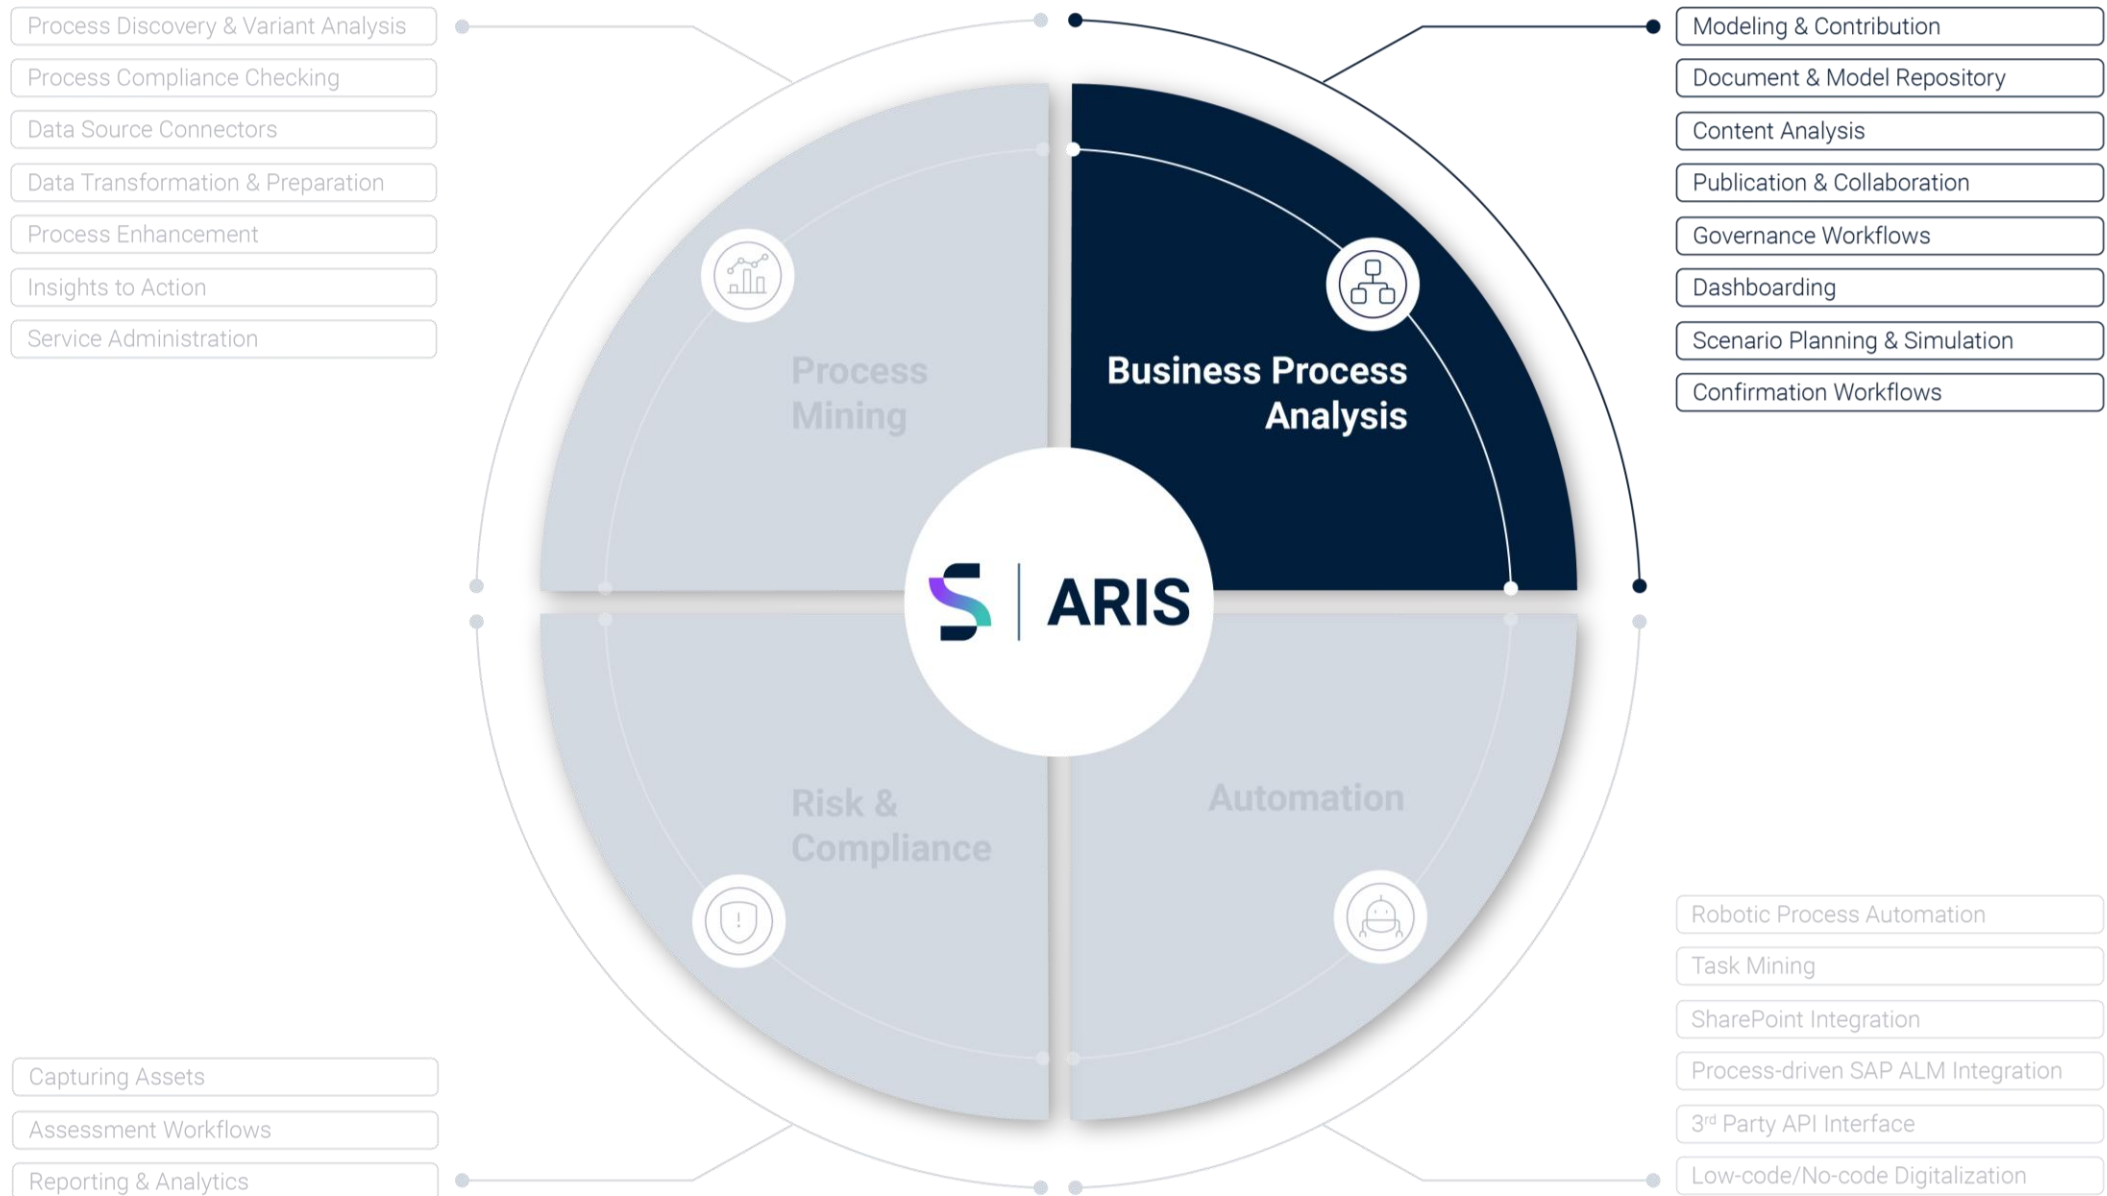 Process Discovery & Variant Analysis
Process Compliance Checking
Data Source Connectors
Data Transformation & Preparation
Process Enhancement
Insights to Action
Service Administration
Modeling & Contribution
Document & Model Repository
Content Analysis
Publication & Collaboration
Governance Workflows
Dashboarding
Scenario Planning & Simulation
Confirmation Workflows
Process
Mining
Business Process
Analysis
ARIS
Risk &
Compliance
Automation
Capturing Assets
Assessment Workflows
Reporting & Analytics
Robotic Process Automation
Task Mining
SharePoint Integration
Process-driven SAP ALM Integration
3rd Party API Interface
Low-code/No-code Digitalization